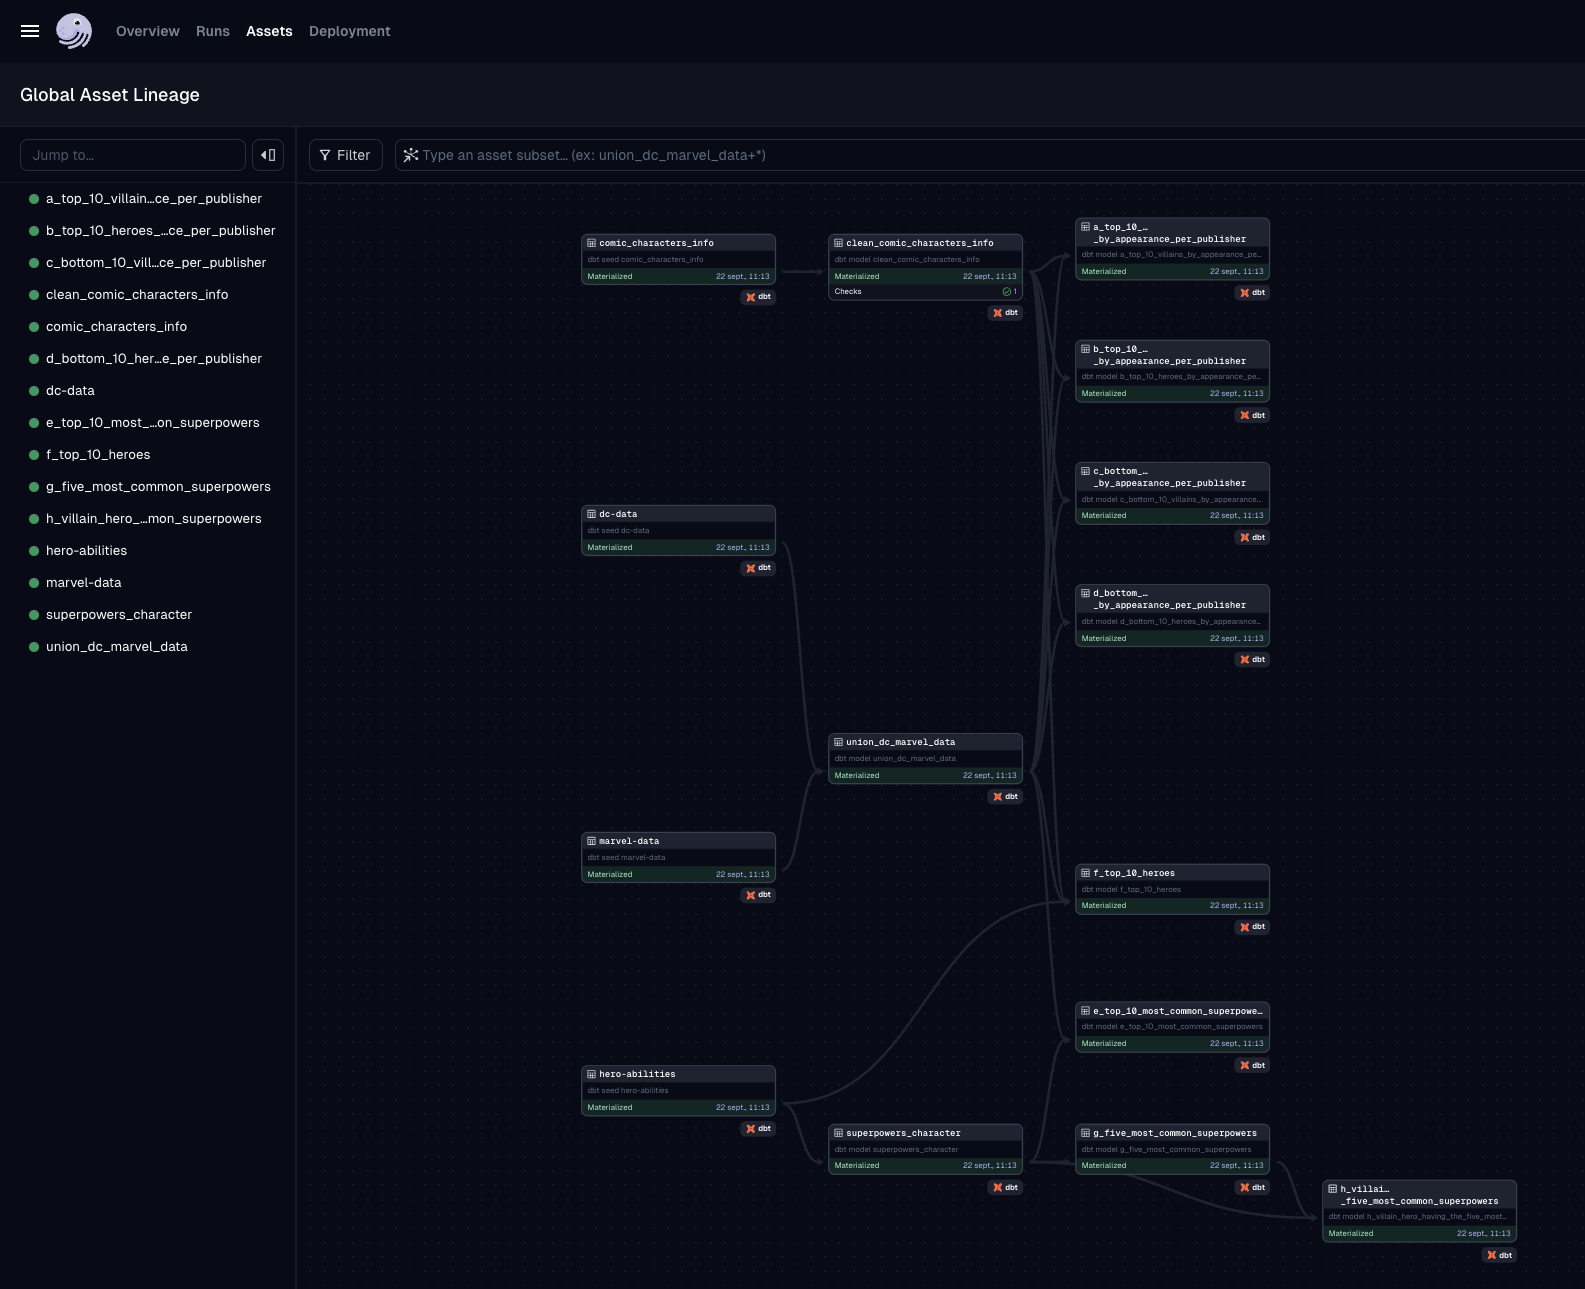 Overview Runs Assets Deployment
Global Asset Lineage
Jump to…
Filter
Type an asset subset… (ex: union_dc_marvel_data+*)
a_top_10_villain…ce_per_publisher
b_top_10_heroes_…ce_per_publisher
c_bottom_10_vill…ce_per_publisher
clean_comic_characters_info
comic_characters_info
d_bottom_10_her…e_per_publisher
dc-data
e_top_10_most_…on_superpowers
f_top_10_heroes
g_five_most_common_superpowers
h_villain_hero_…mon_superpowers
hero-abilities
marvel-data
superpowers_character
union_dc_marvel_data
comic_characters_info
dbt seed comic_characters_info
Materialized 22 sept., 11:13
dbt
clean_comic_characters_info
dbt model clean_comic_characters_info
Materialized 22 sept., 11:13
Checks 1
dbt
a_top_10_…
_by_appearance_per_publisher
dbt model a_top_10_villains_by_appearance_pe…
Materialized 22 sept., 11:13
dbt
b_top_10_…
_by_appearance_per_publisher
dbt model b_top_10_heroes_by_appearance_pe…
Materialized 22 sept., 11:13
dbt
c_bottom_…
_by_appearance_per_publisher
dbt model c_bottom_10_villains_by_appearance…
Materialized 22 sept., 11:13
dbt
dc-data
dbt seed dc-data
Materialized 22 sept., 11:13
dbt
d_bottom_…
_by_appearance_per_publisher
dbt model d_bottom_10_heroes_by_appearance…
Materialized 22 sept., 11:13
dbt
union_dc_marvel_data
dbt model union_dc_marvel_data
Materialized 22 sept., 11:13
dbt
marvel-data
dbt seed marvel-data
Materialized 22 sept., 11:13
dbt
f_top_10_heroes
dbt model f_top_10_heroes
Materialized 22 sept., 11:13
dbt
e_top_10_most_common_superpowe…
dbt model e_top_10_most_common_superpowers
Materialized 22 sept., 11:13
dbt
hero-abilities
dbt seed hero-abilities
Materialized 22 sept., 11:13
dbt
superpowers_character
dbt model superpowers_character
Materialized 22 sept., 11:13
dbt
g_five_most_common_superpowers
dbt model g_five_most_common_superpowers
Materialized 22 sept., 11:13
dbt
h_villai…
_five_most_common_superpowers
dbt model h_villain_hero_having_the_five_most…
Materialized 22 sept., 11:13
dbt